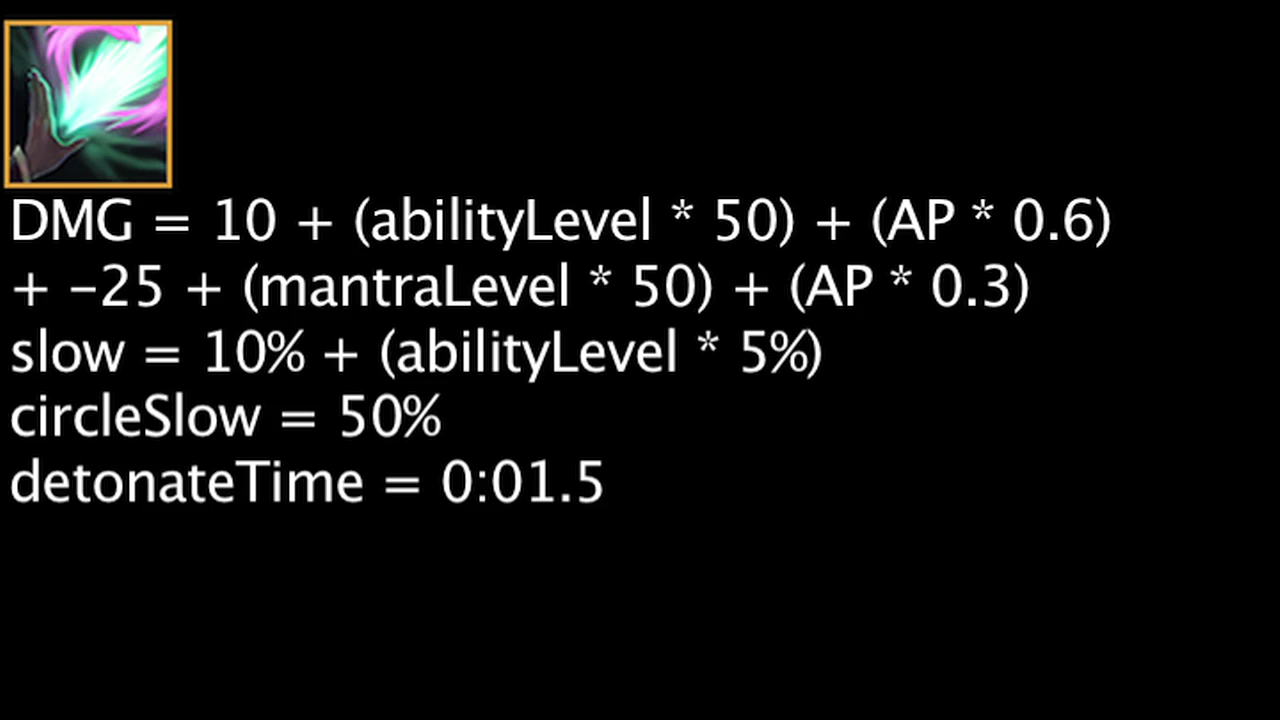 DMG = 10 + (abilityLevel * 50) + (AP * 0.6)
+ -25 + (mantraLevel * 50) + (AP * 0.3)
slow = 10% + (abilityLevel * 5%)
circleSlow = 50%
detonateTime = 0:01.5